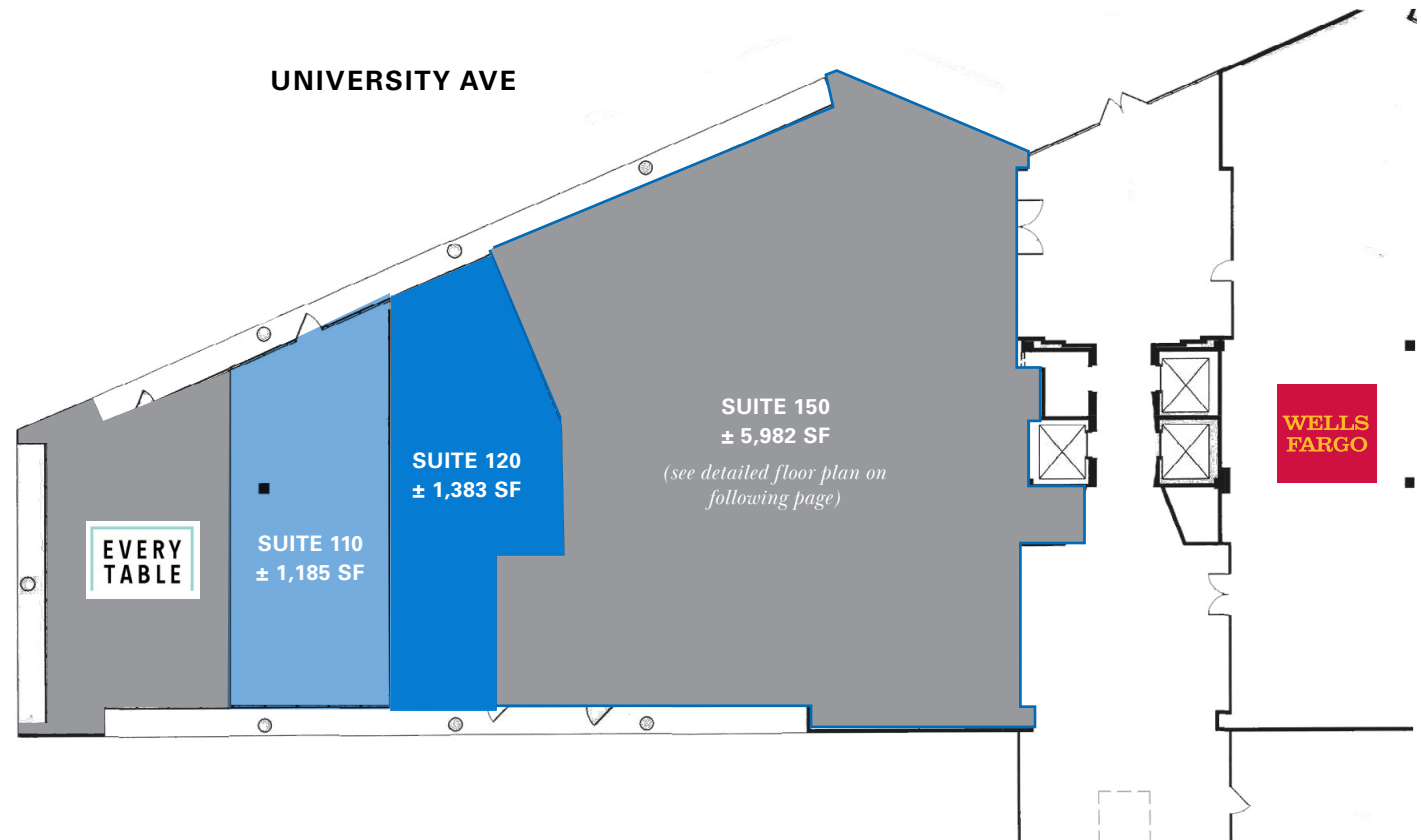 UNIVERSITY AVE
SUITE 150
± 5,982 SF
(see detailed floor plan on
following page)
WELLS
FARGO
SUITE 120
± 1,383 SF
SUITE 110
± 1,185 SF
EVERY
TABLE